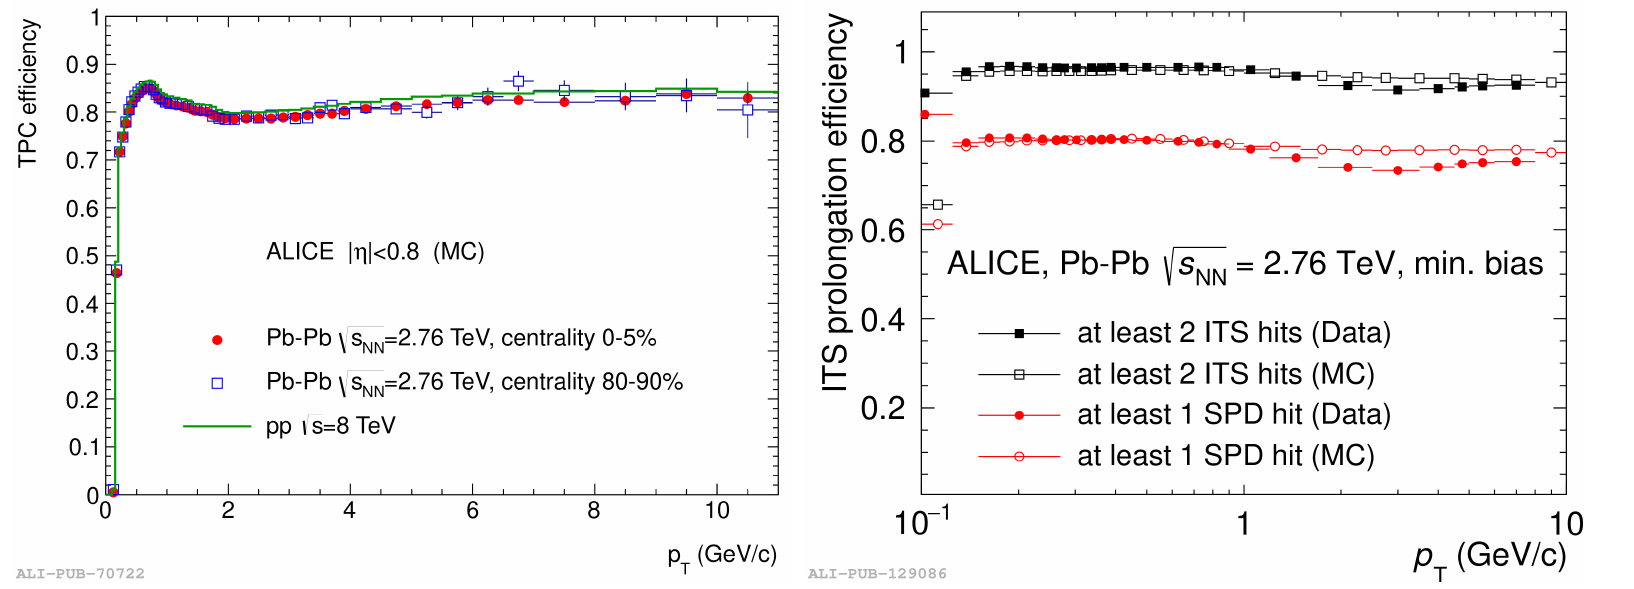 1
0.9
0.8
0.7
0.6
0.5
0.4
0.3
0.2
0.1
0
0 2 4 6 8 10
TPC efficiency
p_T (GeV/c)
ALICE |η|<0.8 (MC)
Pb-Pb √s_NN=2.76 TeV, centrality 0-5%
Pb-Pb √s_NN=2.76 TeV, centrality 80-90%
pp √s=8 TeV
ALI-PUB-70722
1
0.8
0.6
0.4
0.2
10⁻¹ 1 10
ITS prolongation efficiency
p_T (GeV/c)
ALICE, Pb-Pb √s_NN = 2.76 TeV, min. bias
at least 2 ITS hits (Data)
at least 2 ITS hits (MC)
at least 1 SPD hit (Data)
at least 1 SPD hit (MC)
ALI-PUB-129086